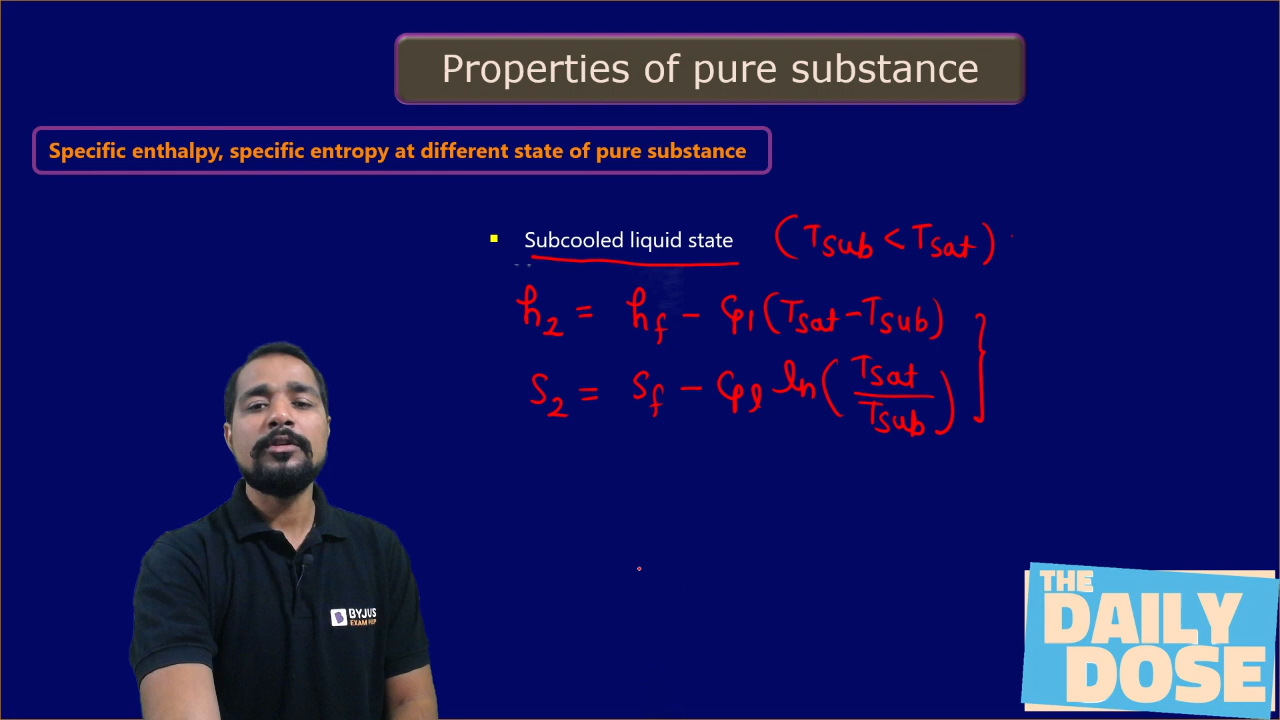 Properties of pure substance
Specific enthalpy, specific entropy at different state of pure substance
▪ Subcooled liquid state (Tsub < Tsat)
h₂ = hf - Cpl (Tsat - Tsub)
S₂ = Sf - Cpl ln (Tsat/Tsub)
BYJUS
EXAM PREP
THE
DAILY
DOSE